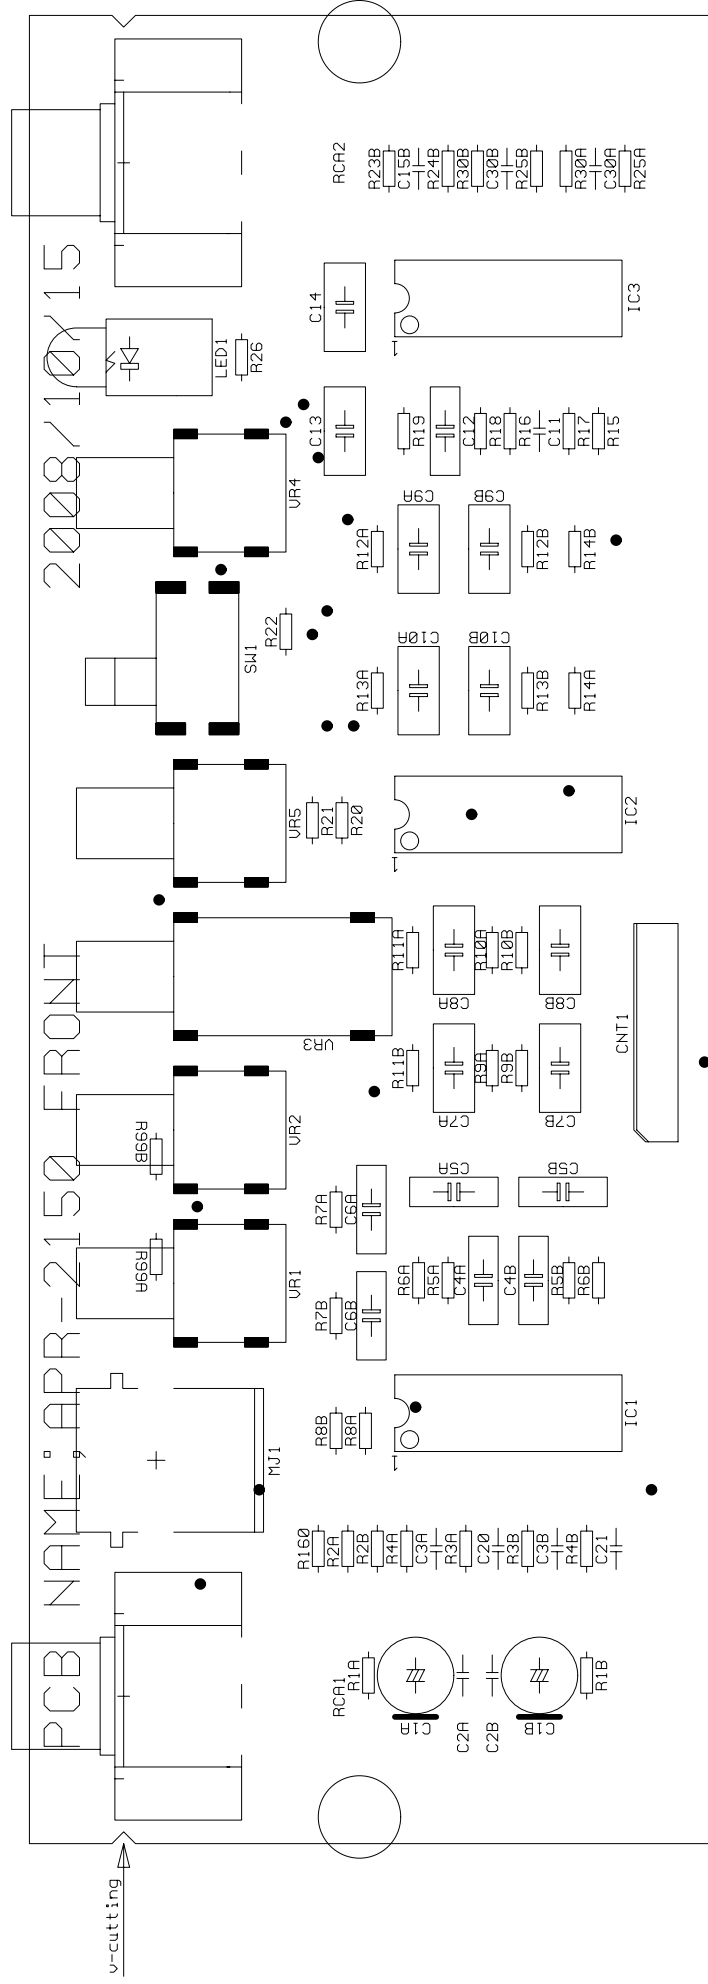 PCB NAME;APR-2150 FRONT 2008/10/15
v-cutting
RCA2
R23B
C15B
R24B
R30B
C30B
R25B
R30A
C30A
R25A
C14
IC3
1
LED1
R26
C13
R19
C12
R18
R16
C11
R17
R15
VR4
R12A
C9A
C9B
R12B
R14B
SW1
R22
C10A
C10B
R13A
R13B
R14A
VR5
R21
R20
IC2
1
VR3
R11A
C8A
R10A
R10B
C8B
CNT1
R11B
C7A
R9A
R9B
C7B
VR2
R99B
C5A
C5B
R7A
C6A
VR1
R99A
R7B
C6B
R6A
R5A
C4A
C4B
R5B
R6B
MJ1
R8B
R8A
IC1
1
R160
R2A
R2B
R4A
C3A
R3A
C20
R3B
C3B
R4B
C21
RCA1
R1A
C1A
C2A
C2B
C1B
R1B